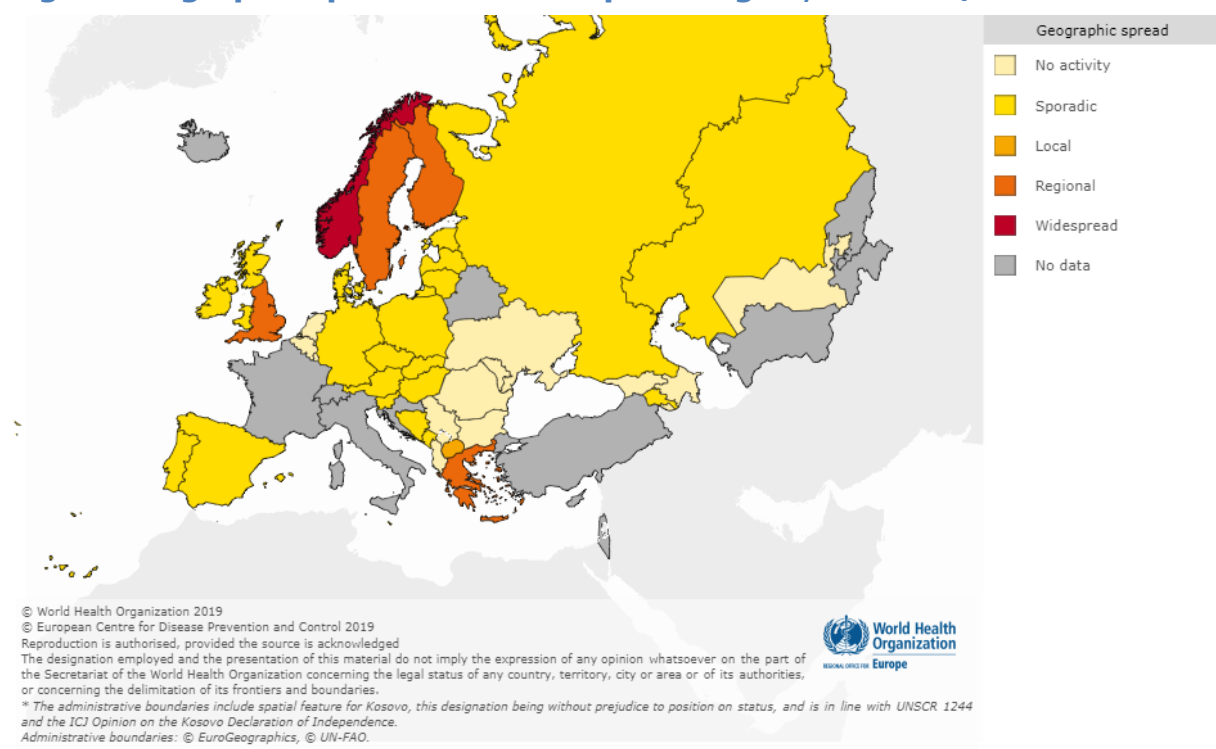 Geographic spread
No activity
Sporadic
Local
Regional
Widespread
No data
© World Health Organization 2019
© European Centre for Disease Prevention and Control 2019
Reproduction is authorised, provided the source is acknowledged
The designation employed and the presentation of this material do not imply the expression of any opinion whatsoever on the part of
the Secretariat of the World Health Organization concerning the legal status of any country, territory, city or area or of its authorities,
or concerning the delimitation of its frontiers and boundaries.
* The administrative boundaries include spatial feature for Kosovo, this designation being without prejudice to position on status, and is in line with UNSCR 1244
and the ICJ Opinion on the Kosovo Declaration of Independence.
Administrative boundaries: © EuroGeographics, © UN-FAO.
World Health
Organization
REGIONAL OFFICE FOR Europe